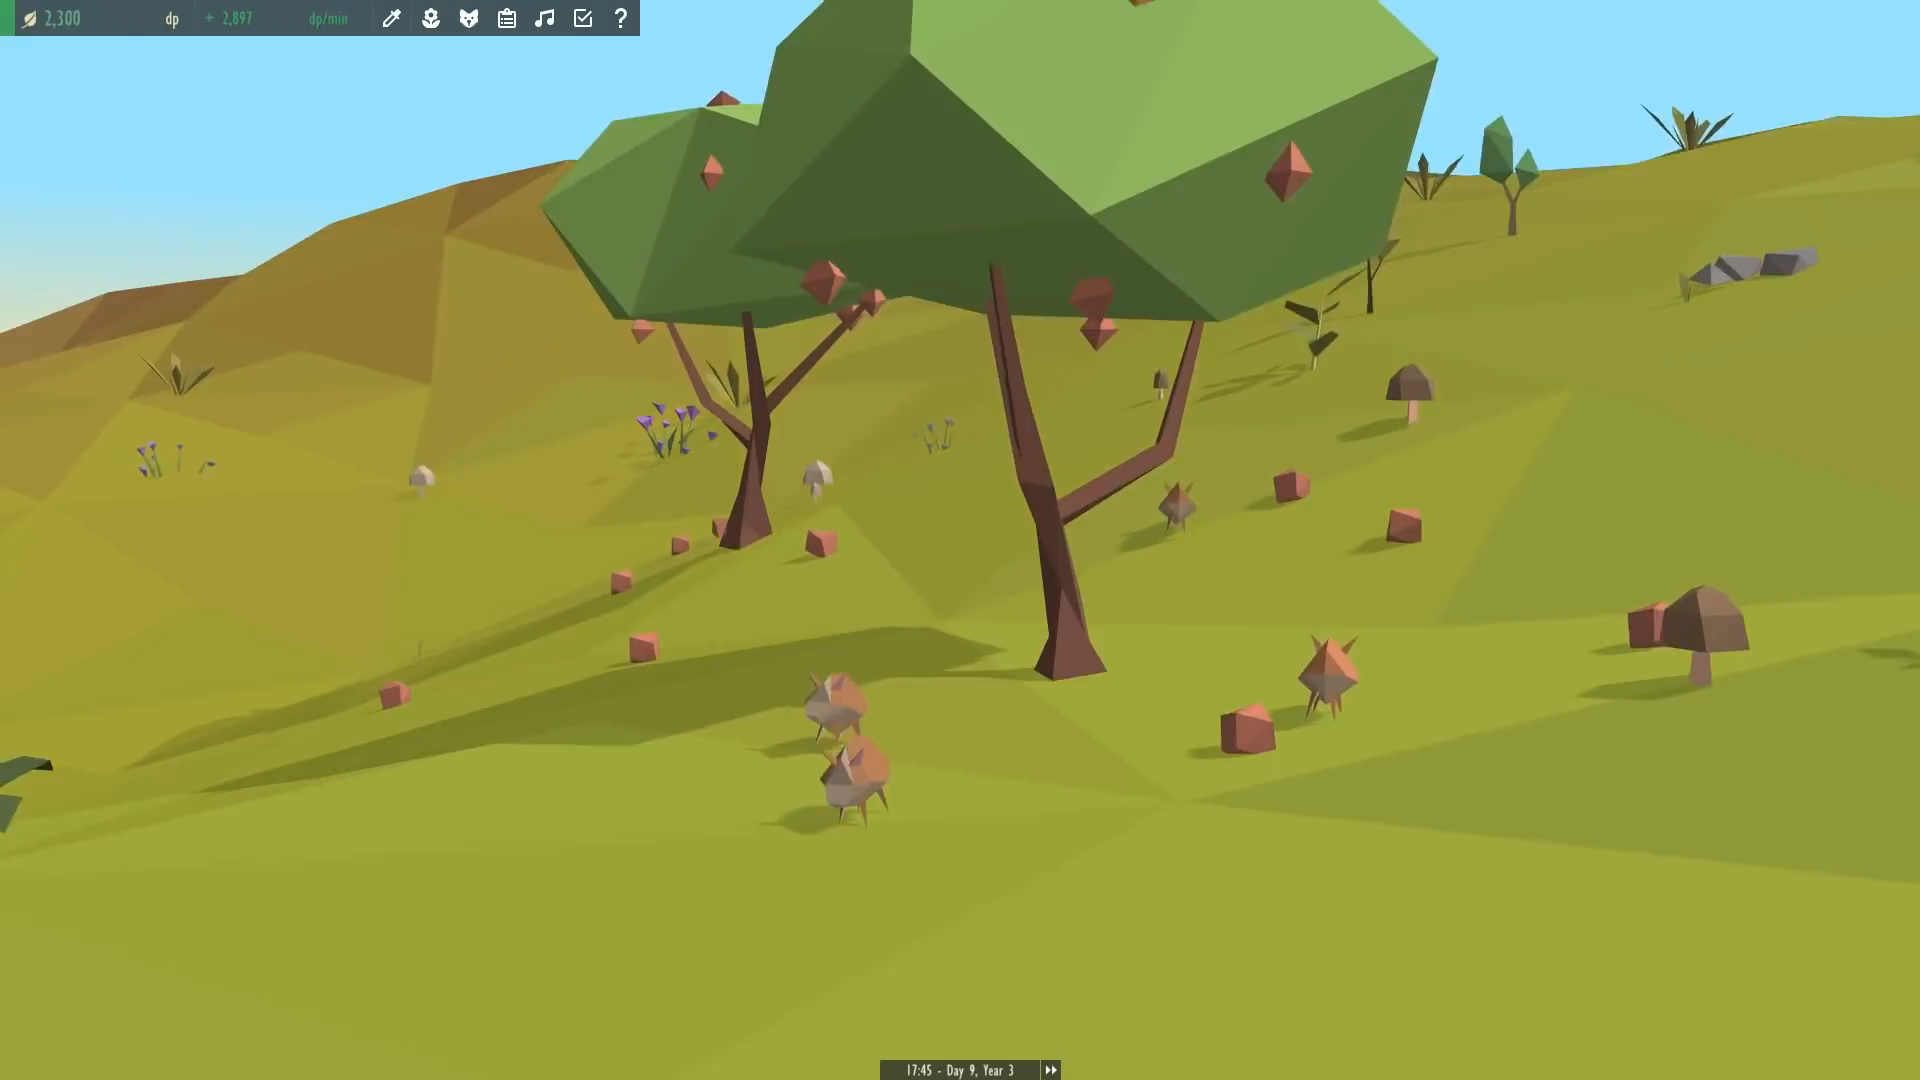 2,300 dp + 2,897 dp/min ?
17:45 - Day 9, Year 3